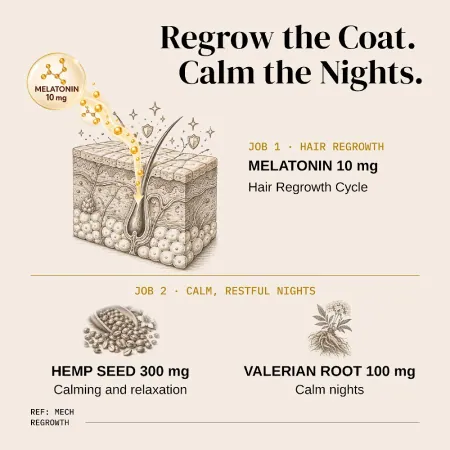 Regrow the Coat.
Calm the Nights.
MELATONIN
10 mg
JOB 1 · HAIR REGROWTH
MELATONIN 10 mg
Hair Regrowth Cycle
JOB 2 · CALM, RESTFUL NIGHTS
HEMP SEED 300 mg
Calming and relaxation
VALERIAN ROOT 100 mg
Calm nights
REF: MECH
REGROWTH